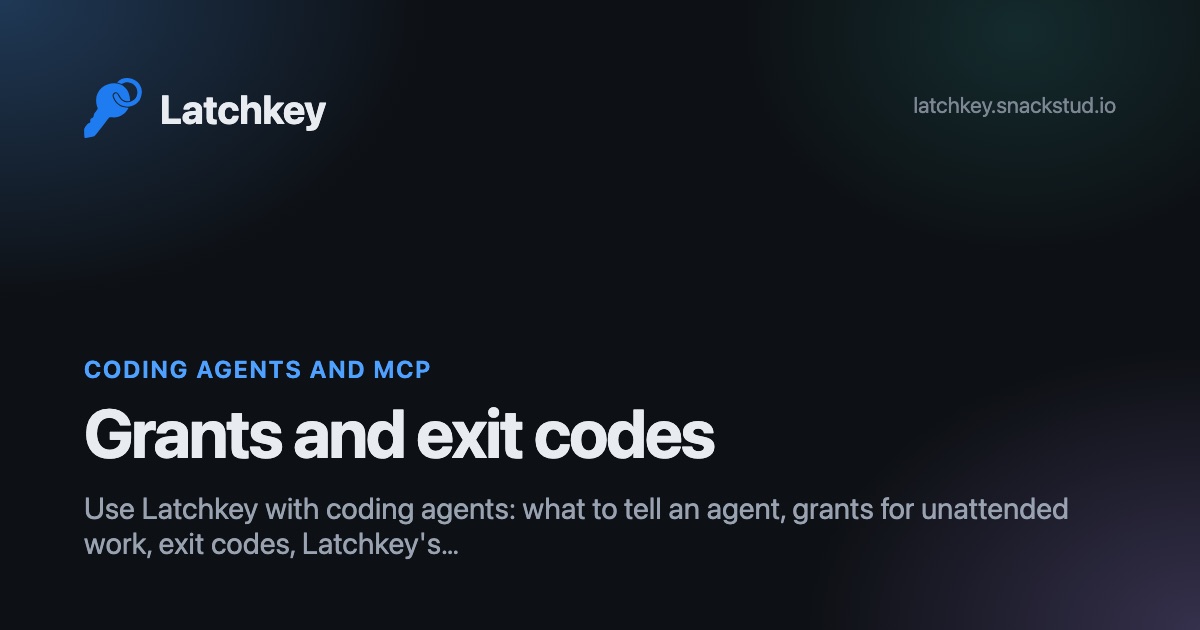 Latchkey
latchkey.snackstud.io
CODING AGENTS AND MCP
Grants and exit codes
Use Latchkey with coding agents: what to tell an agent, grants for unattended
work, exit codes, Latchkey's...